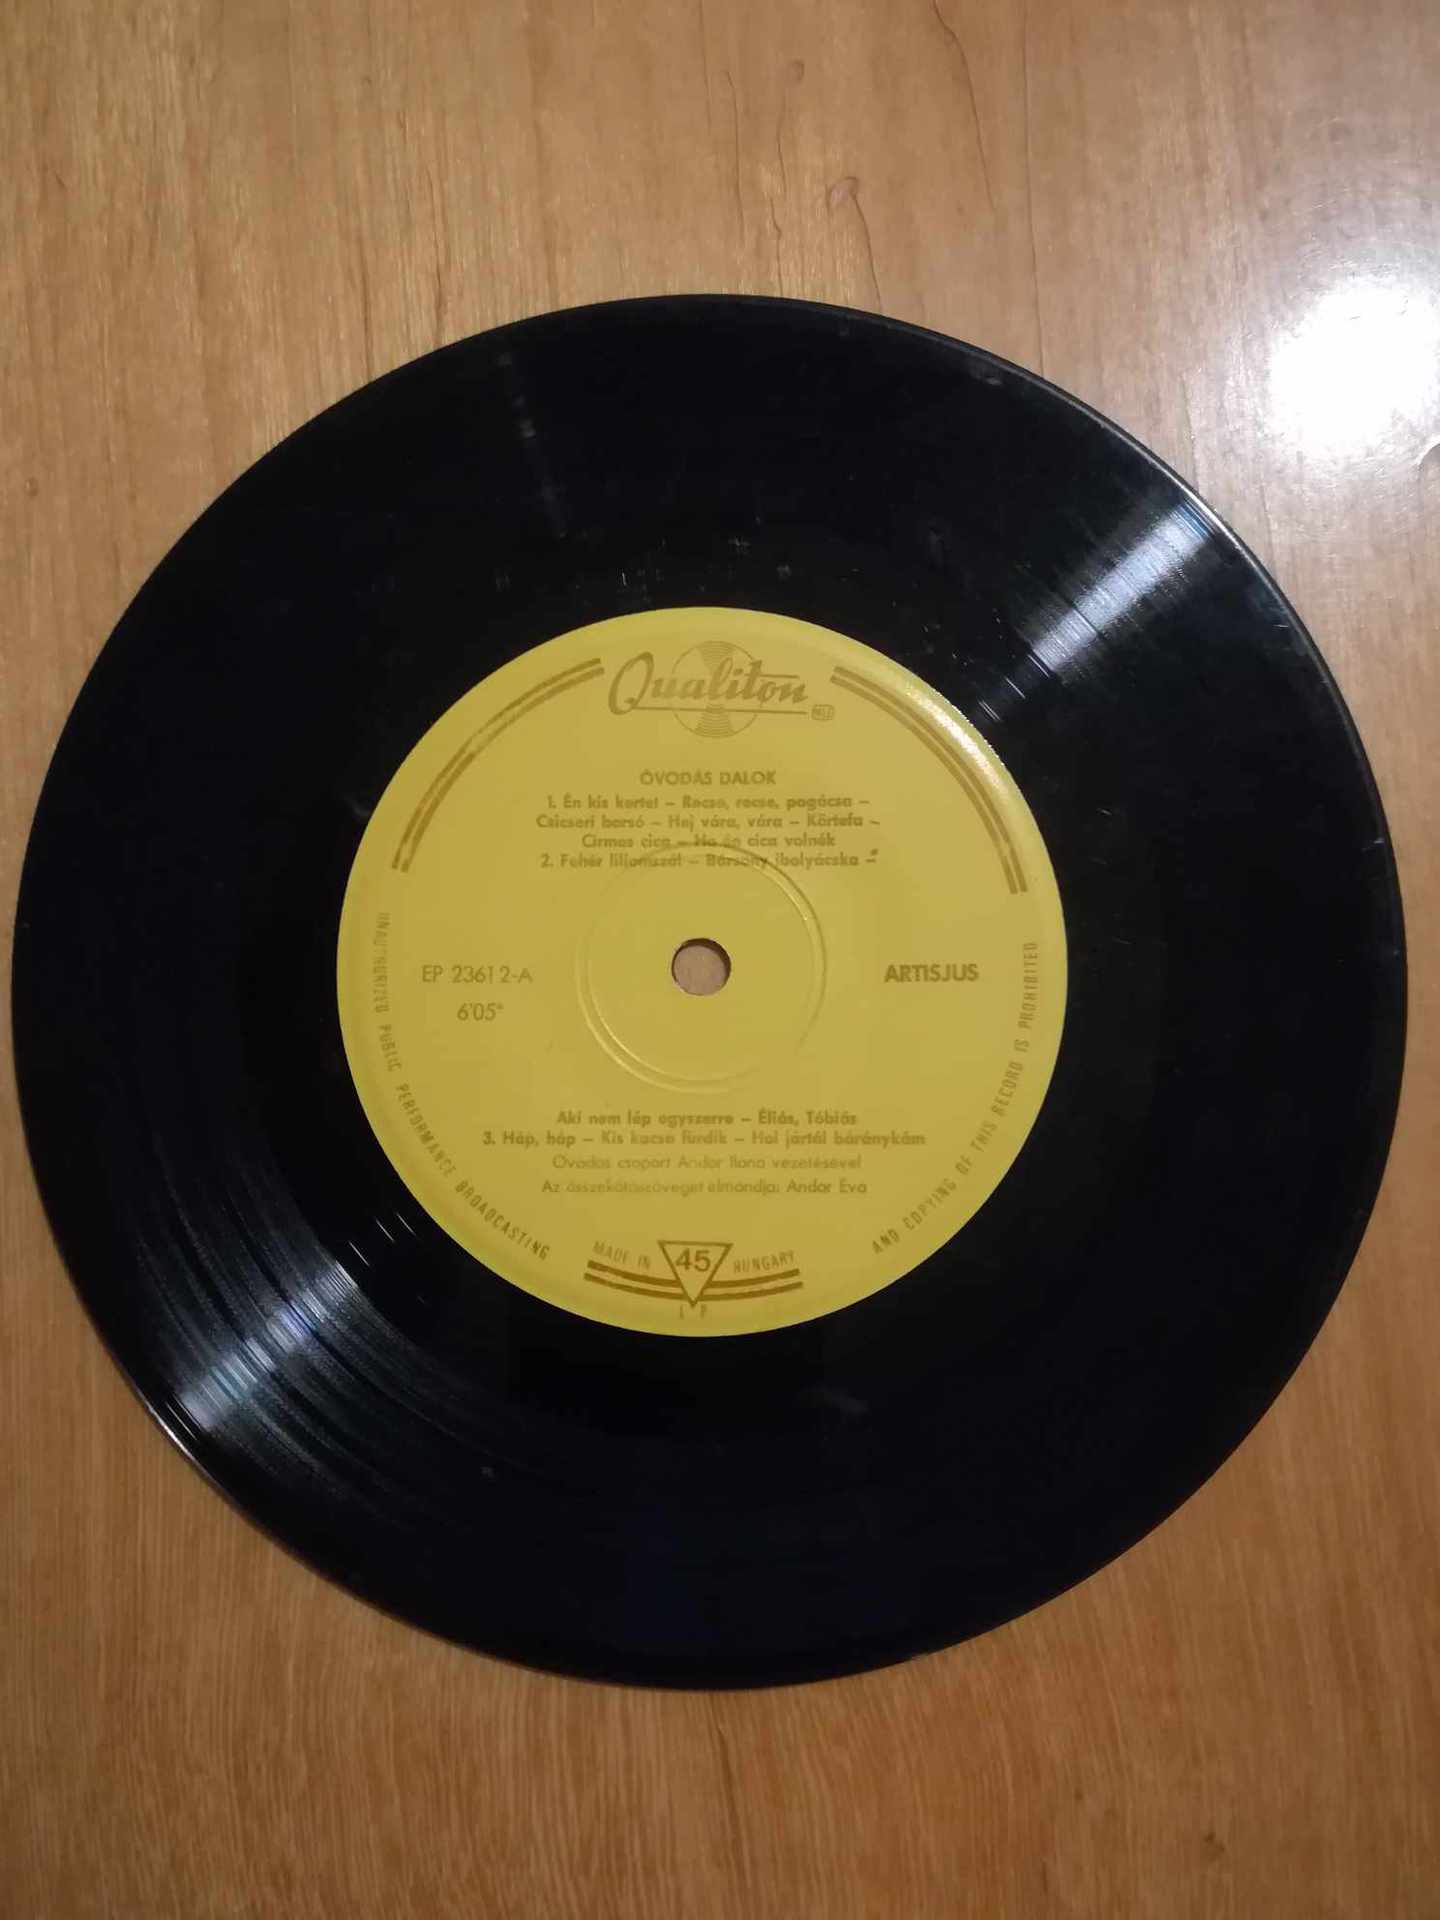 Qualiton
ÓVODÁS DALOK
1. Én kis kertet – Recse, recse, pogácsa –
Csicseri borsó – Hej vára, vára – Körtefa –
Cirmos cica – Ha én cica volnék
2. Fehér liliomszál – Bársony ibolyácska –
EP 23612-A
6'05"
ARTISJUS
Aki nem lép egyszerre – Éliás, Tóbiás
3. Háp, háp – Kis kacsa fürdik – Hol jártál báránykám
Óvodás csoport Andor Ilona vezetésével
Az összekötőszöveget elmondja: Andor Éva
UNAUTHORIZED PUBLIC PERFORMANCE BROADCASTING
AND COPYING OF THIS RECORD IS PROHIBITED
MADE IN 45 HUNGARY
L P